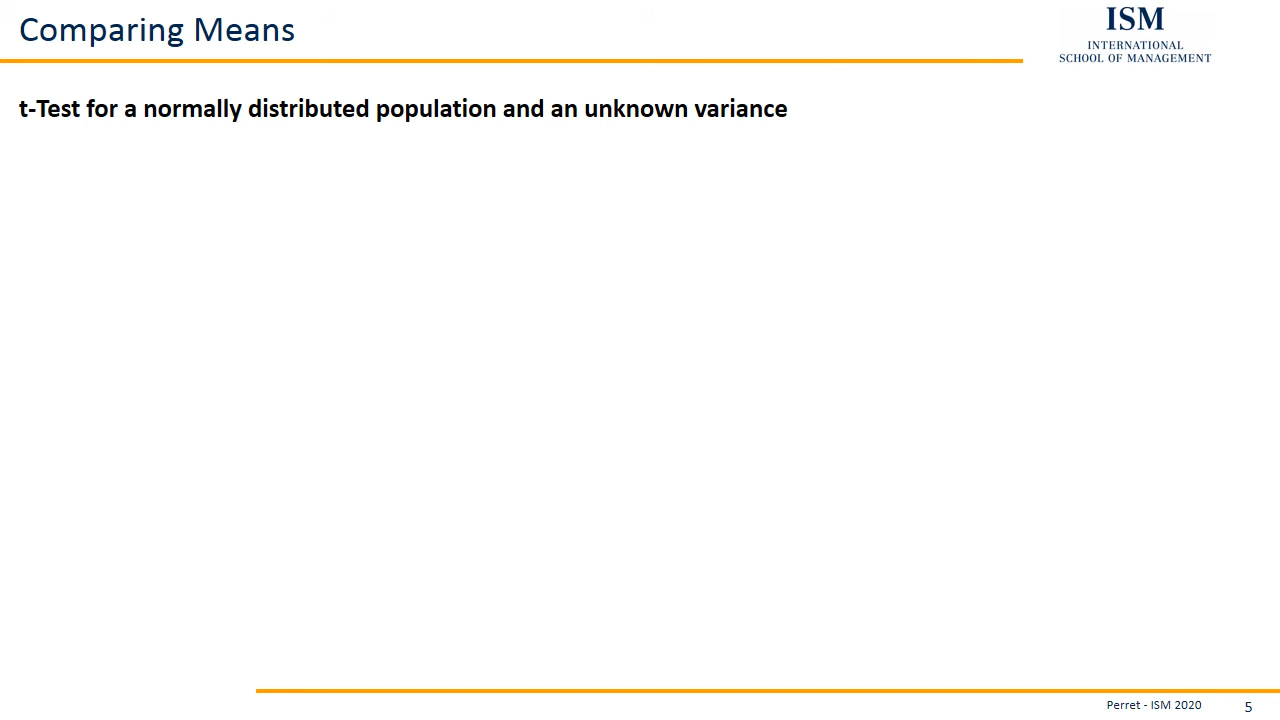 Comparing Means
ISM
INTERNATIONAL
SCHOOL OF MANAGEMENT
t-Test for a normally distributed population and an unknown variance
Perret - ISM 2020
5